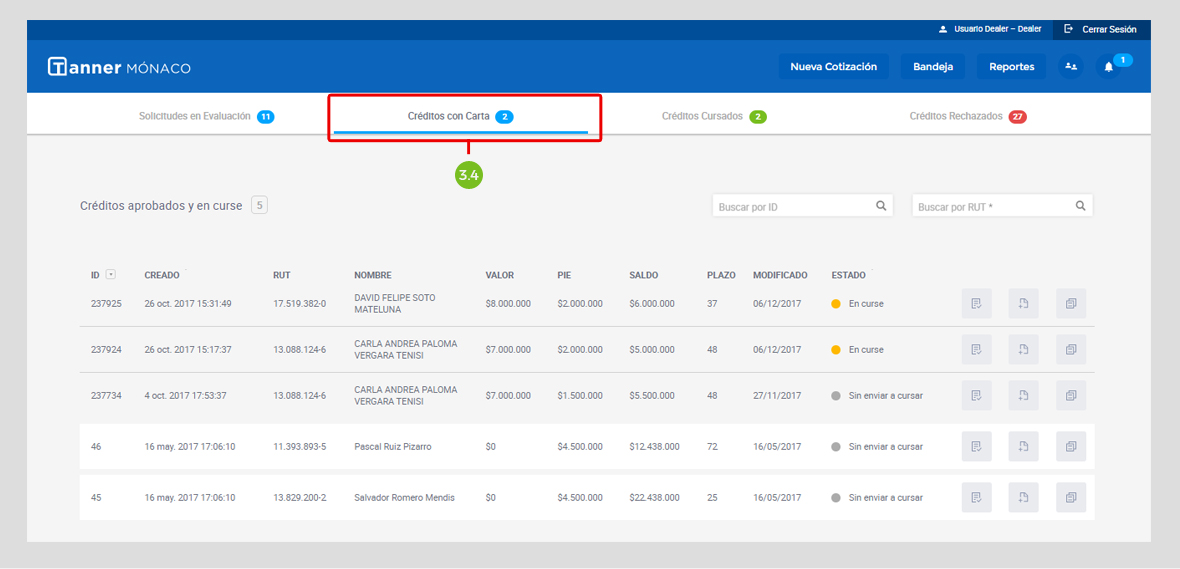 Usuario Dealer – Dealer Cerrar Sesión
Tanner MÓNACO Nueva Cotización Bandeja Reportes 1
Solicitudes en Evaluación 11 Créditos con Carta 2 Créditos Cursados 2 Créditos Rechazados 27
3.4
Créditos aprobados y en curse 5 Buscar por ID Buscar por RUT *
ID CREADO RUT NOMBRE VALOR PIE SALDO PLAZO MODIFICADO ESTADO
237925 26 oct. 2017 15:31:49 17.519.382-0 DAVID FELIPE SOTO MATELUNA $8.000.000 $2.000.000 $6.000.000 37 06/12/2017 En curse
237924 26 oct. 2017 15:17:37 13.088.124-6 CARLA ANDREA PALOMA VERGARA TENISI $7.000.000 $2.000.000 $5.000.000 48 06/12/2017 En curse
237734 4 oct. 2017 17:53:37 13.088.124-6 CARLA ANDREA PALOMA VERGARA TENISI $7.000.000 $1.500.000 $5.500.000 48 27/11/2017 Sin enviar a cursar
46 16 may. 2017 17:06:10 11.393.893-5 Pascal Ruiz Pizarro $0 $4.500.000 $12.438.000 72 16/05/2017 Sin enviar a cursar
45 16 may. 2017 17:06:10 13.829.200-2 Salvador Romero Mendis $0 $4.500.000 $22.438.000 25 16/05/2017 Sin enviar a cursar